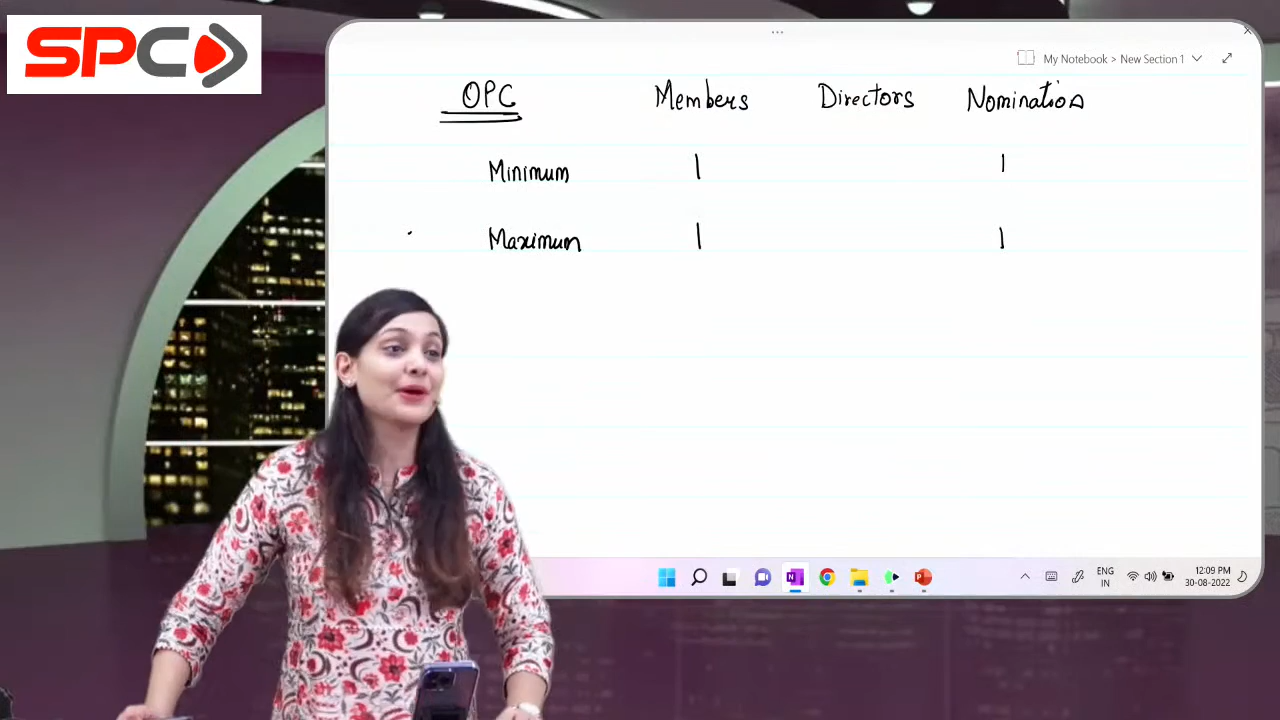 SPC
My Notebook > New Section 1
OPC Members Directors Nomination
Minimum 1 1
Maximum 1 1
ENG
IN
12:09 PM
30-08-2022